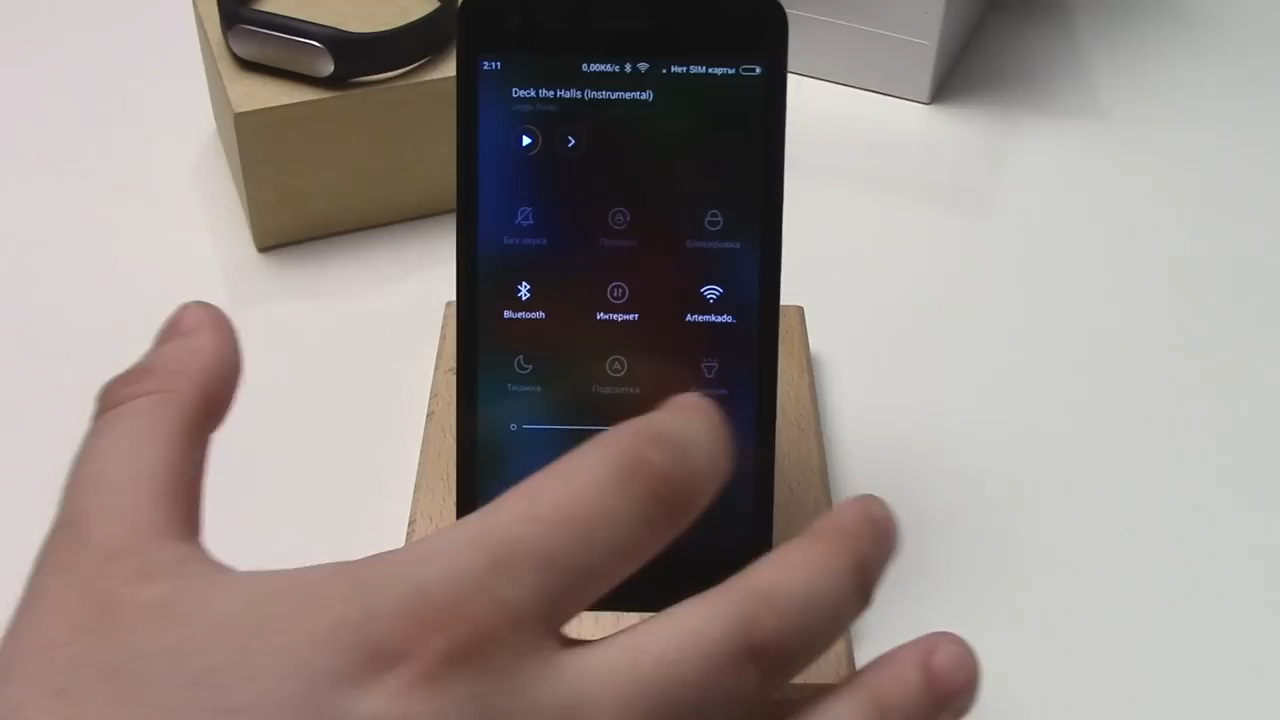 2:11
0,00Кб/с
Нет SIM карты
Deck the Halls (Instrumental)
Без звука
Блокировка
Bluetooth
Интернет
Artemkado..
Тишина
Подсветка